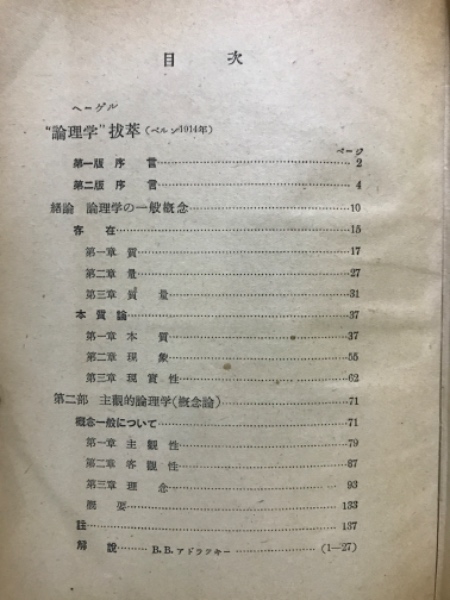 目次
ヘーゲル
"論理学"抜萃(ベルン1914年)
ページ
第一版序言……2
第二版序言……4
緒論 論理学の一般概念……10
存在……15
第一章 質……17
第二章 量……27
第三章 質量……31
本質論……37
第一章 本質……37
第二章 現象……55
第三章 現実性……62
第二部 主観的論理学(概念論)……71
概念一般について……71
第一章 主観性……79
第二章 客観性……87
第三章 理念……93
概要……133
註……137
解説……B.B.アドラツキー……(1—27)